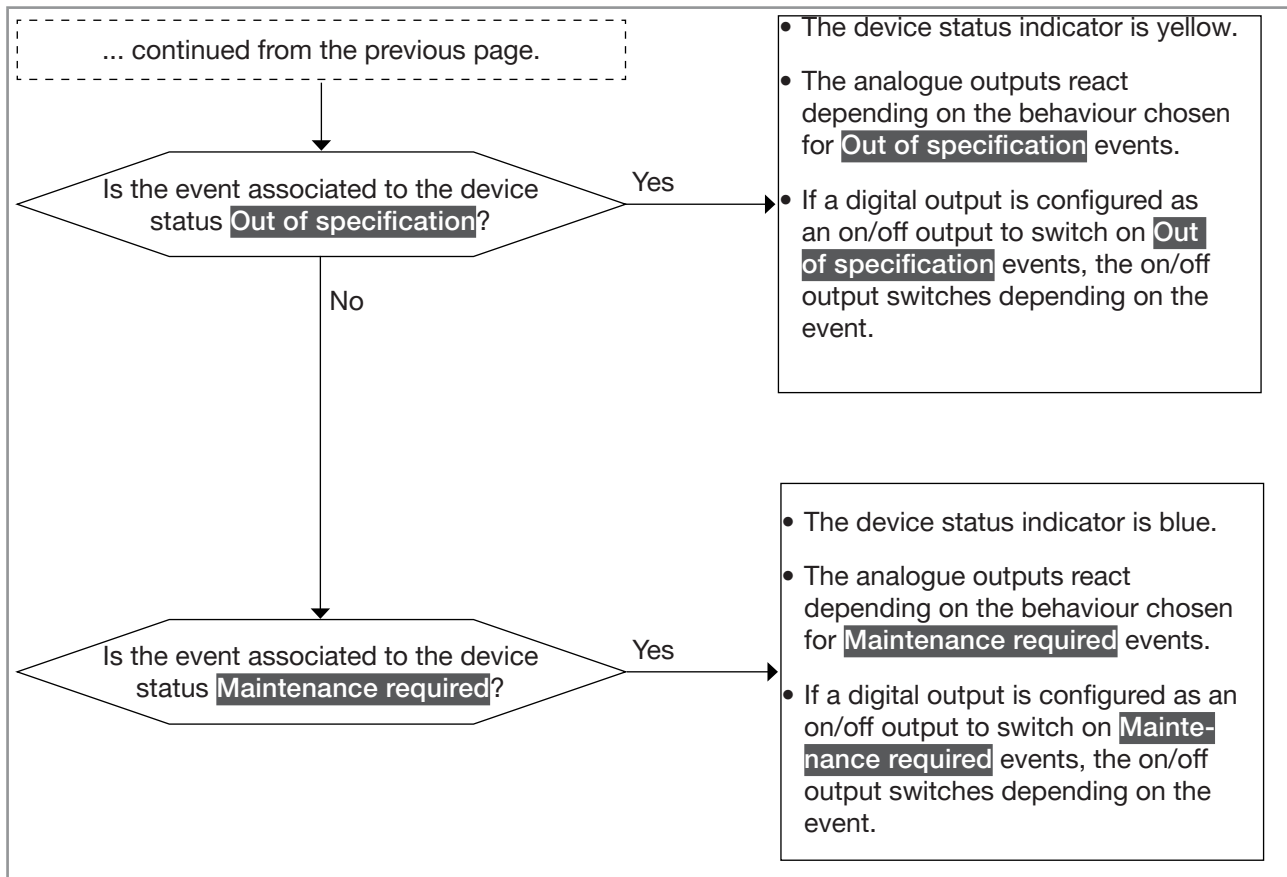 ... continued from the previous page.
Is the event associated to the device
status Out of specification?
Yes
• The device status indicator is yellow.
• The analogue outputs react
depending on the behaviour chosen
for Out of specification events.
• If a digital output is configured as
an on/off output to switch on Out
of specification events, the on/off
output switches depending on the
event.
No
Is the event associated to the device
status Maintenance required?
Yes
• The device status indicator is blue.
• The analogue outputs react
depending on the behaviour chosen
for Maintenance required events.
• If a digital output is configured as an
on/off output to switch on Mainte-
nance required events, the on/off
output switches depending on the
event.